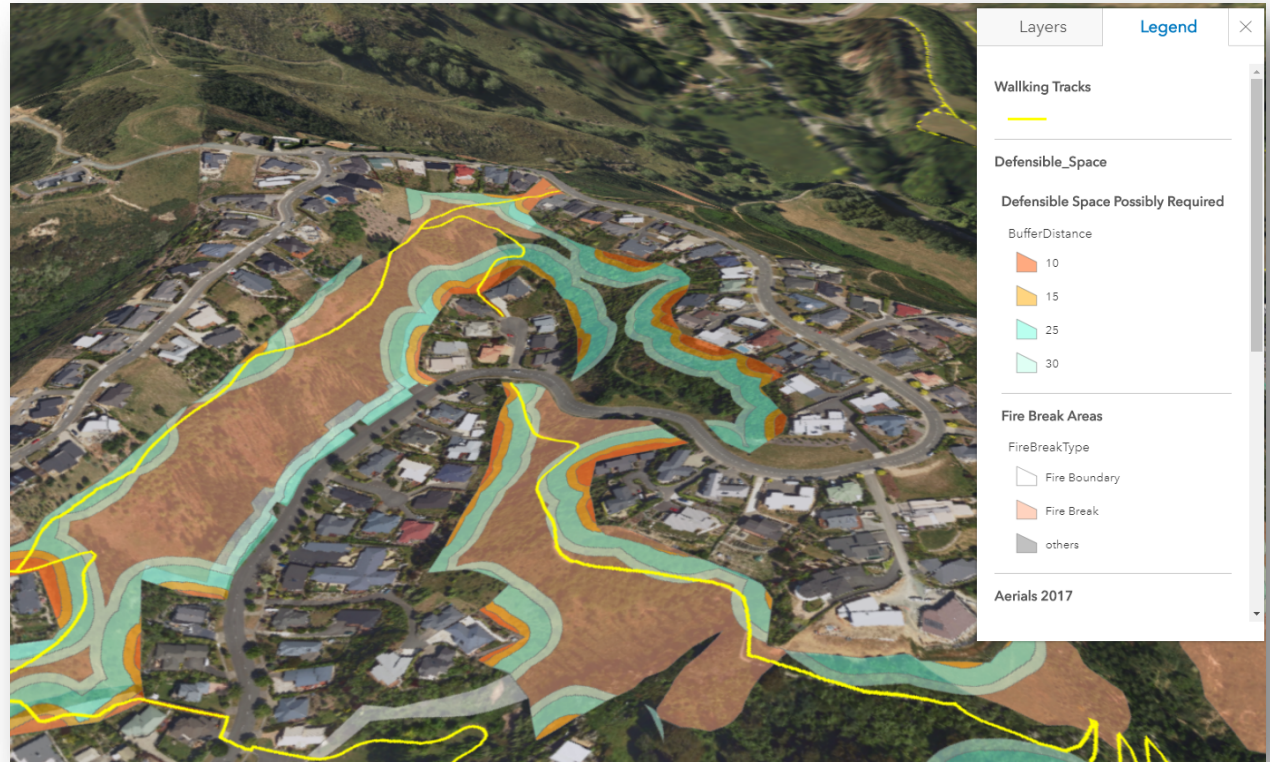 Layers
Legend
Wallking Tracks
Defensible_Space
Defensible Space Possibly Required
BufferDistance
10
15
25
30
Fire Break Areas
FireBreakType
Fire Boundary
Fire Break
others
Aerials 2017